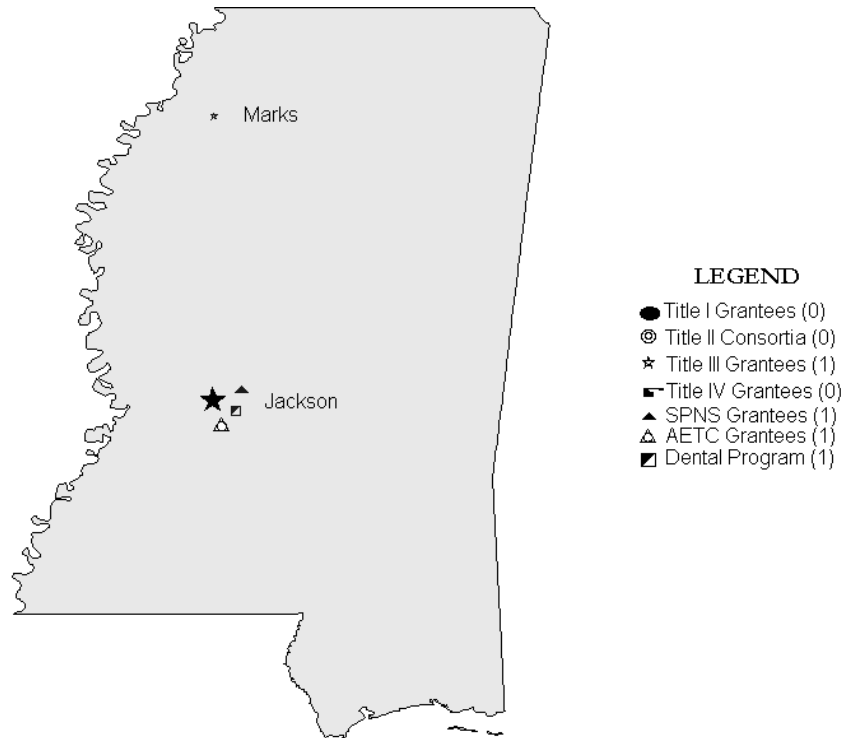 Marks
Jackson
LEGEND
Title I Grantees (0)
Title II Consortia (0)
Title III Grantees (1)
Title IV Grantees (0)
SPNS Grantees (1)
AETC Grantees (1)
Dental Program (1)